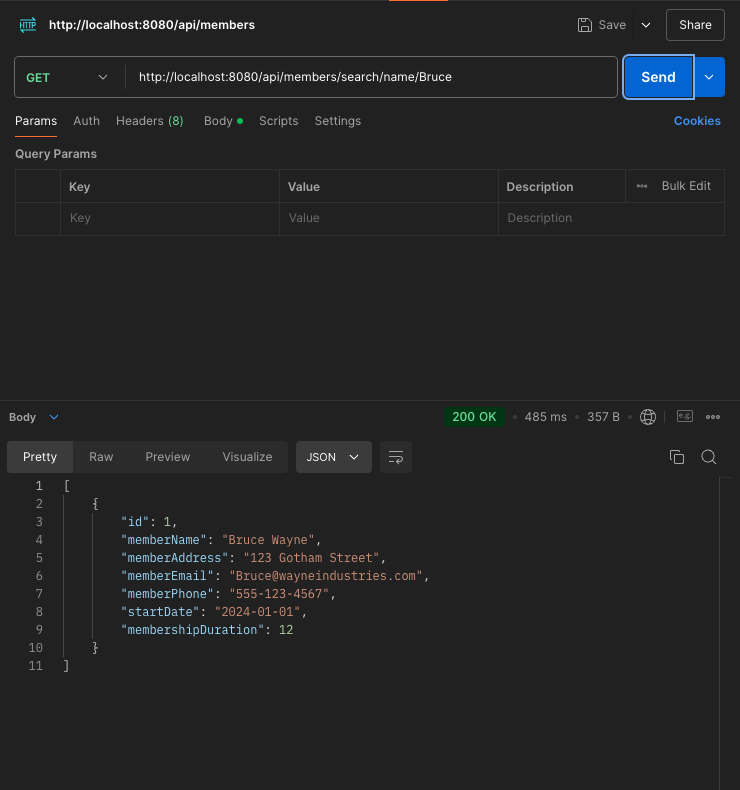 HTTP http://localhost:8080/api/members Save Share
GET http://localhost:8080/api/members/search/name/Bruce Send
Params Auth Headers (8) Body Scripts Settings Cookies
Query Params
Key Value Description Bulk Edit
Key Value Description
Body 200 OK 485 ms 357 B e.g.
Pretty Raw Preview Visualize JSON
1 [
2 {
3 "id": 1,
4 "memberName": "Bruce Wayne",
5 "memberAddress": "123 Gotham Street",
6 "memberEmail": "Bruce@wayneindustries.com",
7 "memberPhone": "555-123-4567",
8 "startDate": "2024-01-01",
9 "membershipDuration": 12
10 }
11 ]